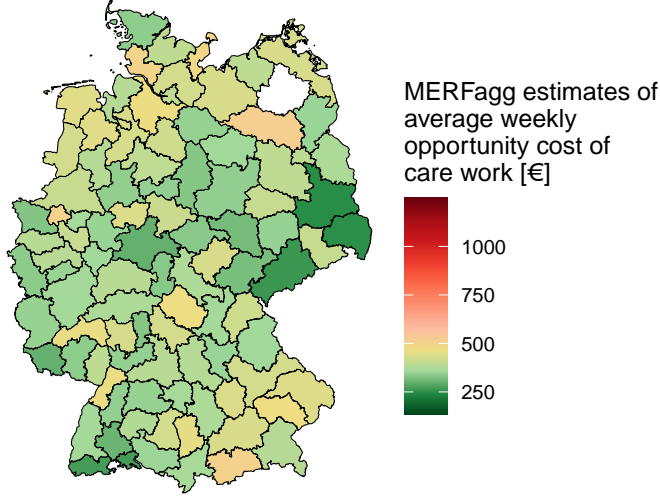 MERFagg estimates of
average weekly
opportunity cost of
care work [€]
1000
750
500
250